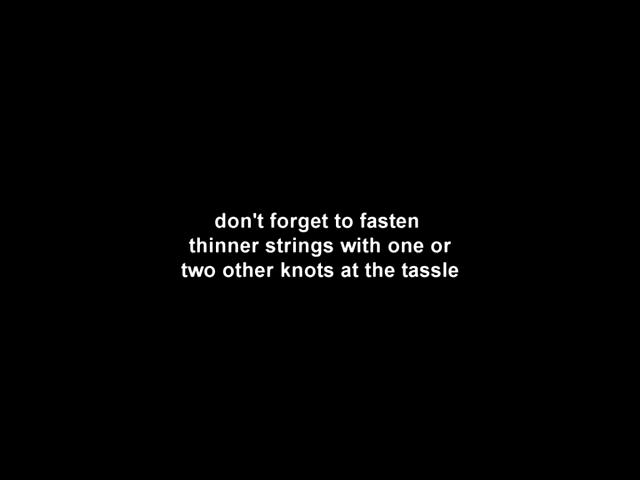 don't forget to fasten
thinner strings with one or
two other knots at the tassle